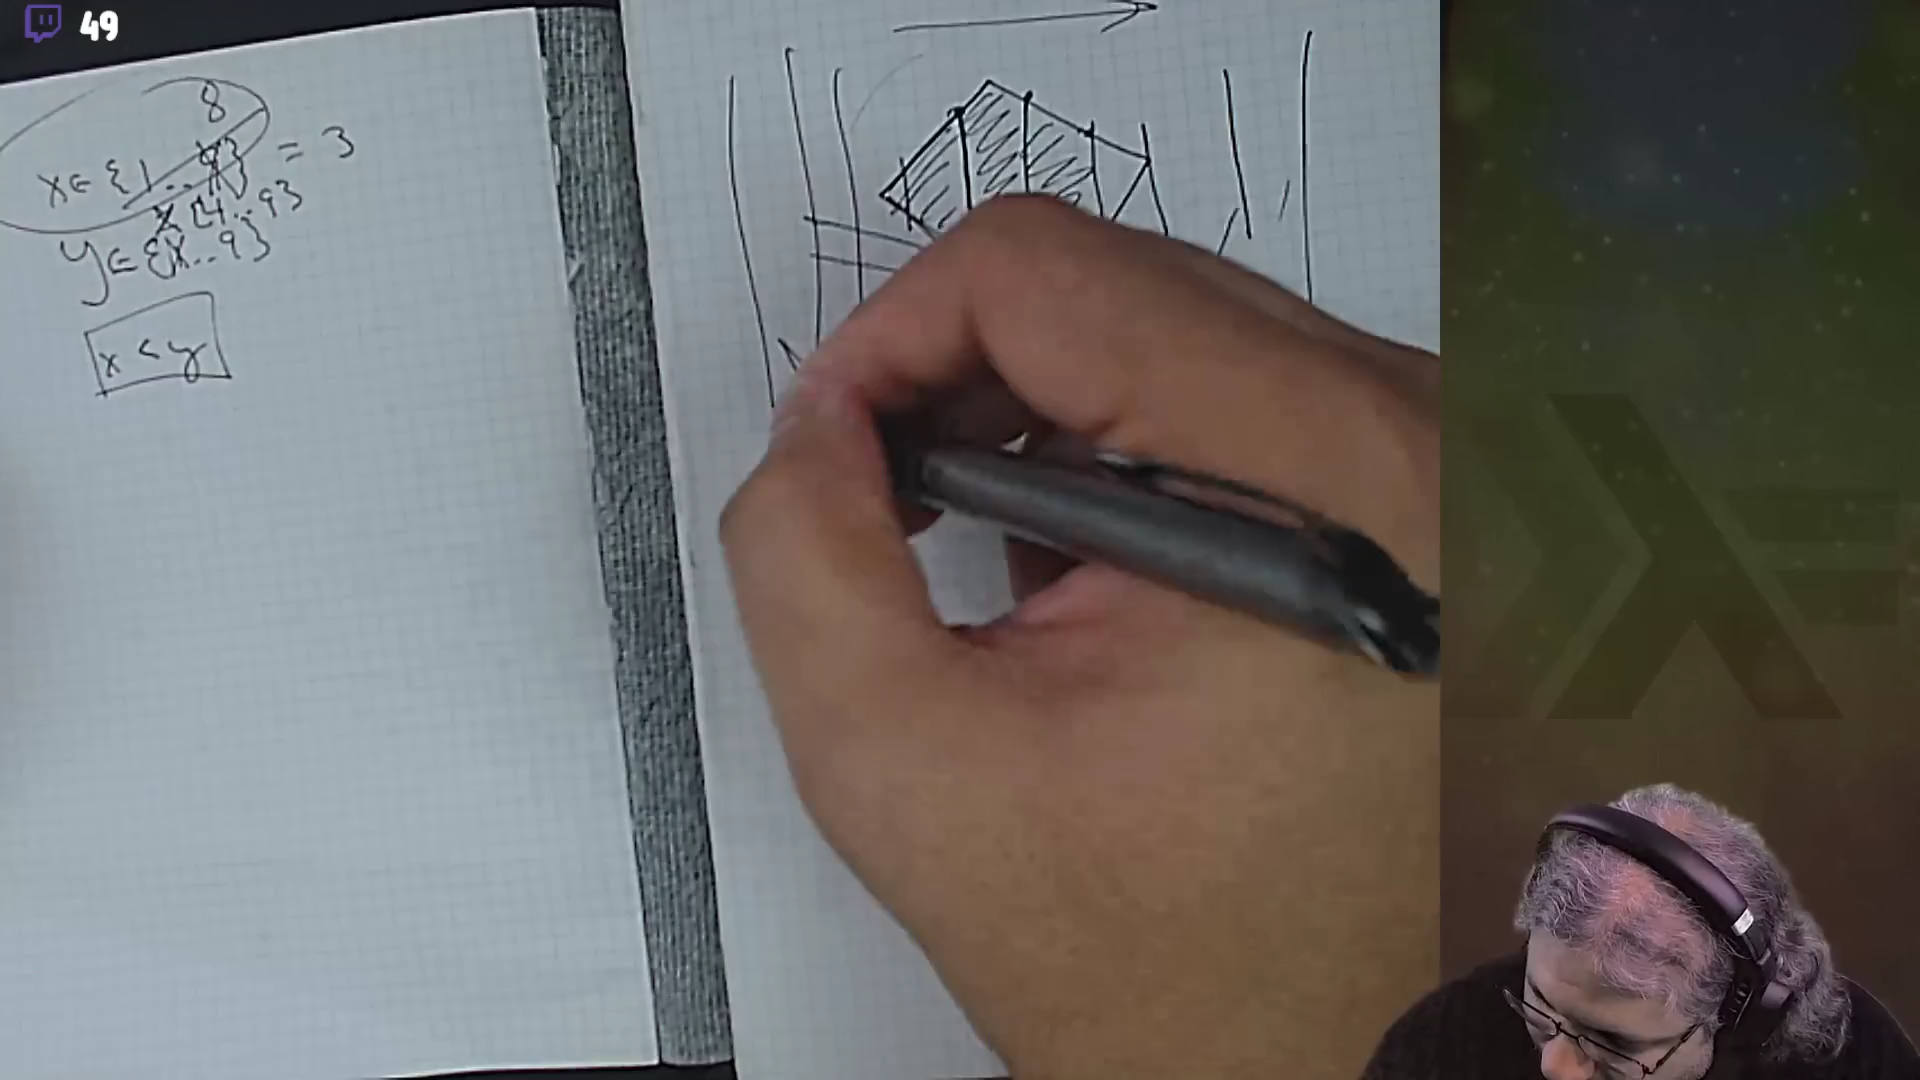 49
8
x ∈ {1..9} = 3
x {4..9}
y ∈ {x..9}
x < y